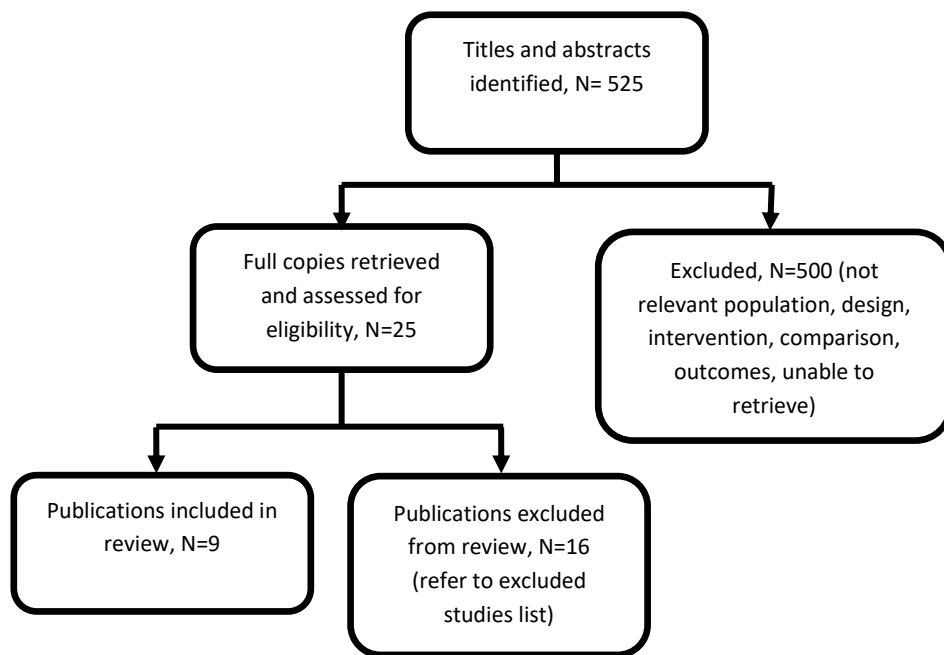 Titles and abstracts
identified, N= 525
Full copies retrieved
and assessed for
eligibility, N=25
Excluded, N=500 (not
relevant population, design,
intervention, comparison,
outcomes, unable to
retrieve)
Publications included in
review, N=9
Publications excluded
from review, N=16
(refer to excluded
studies list)